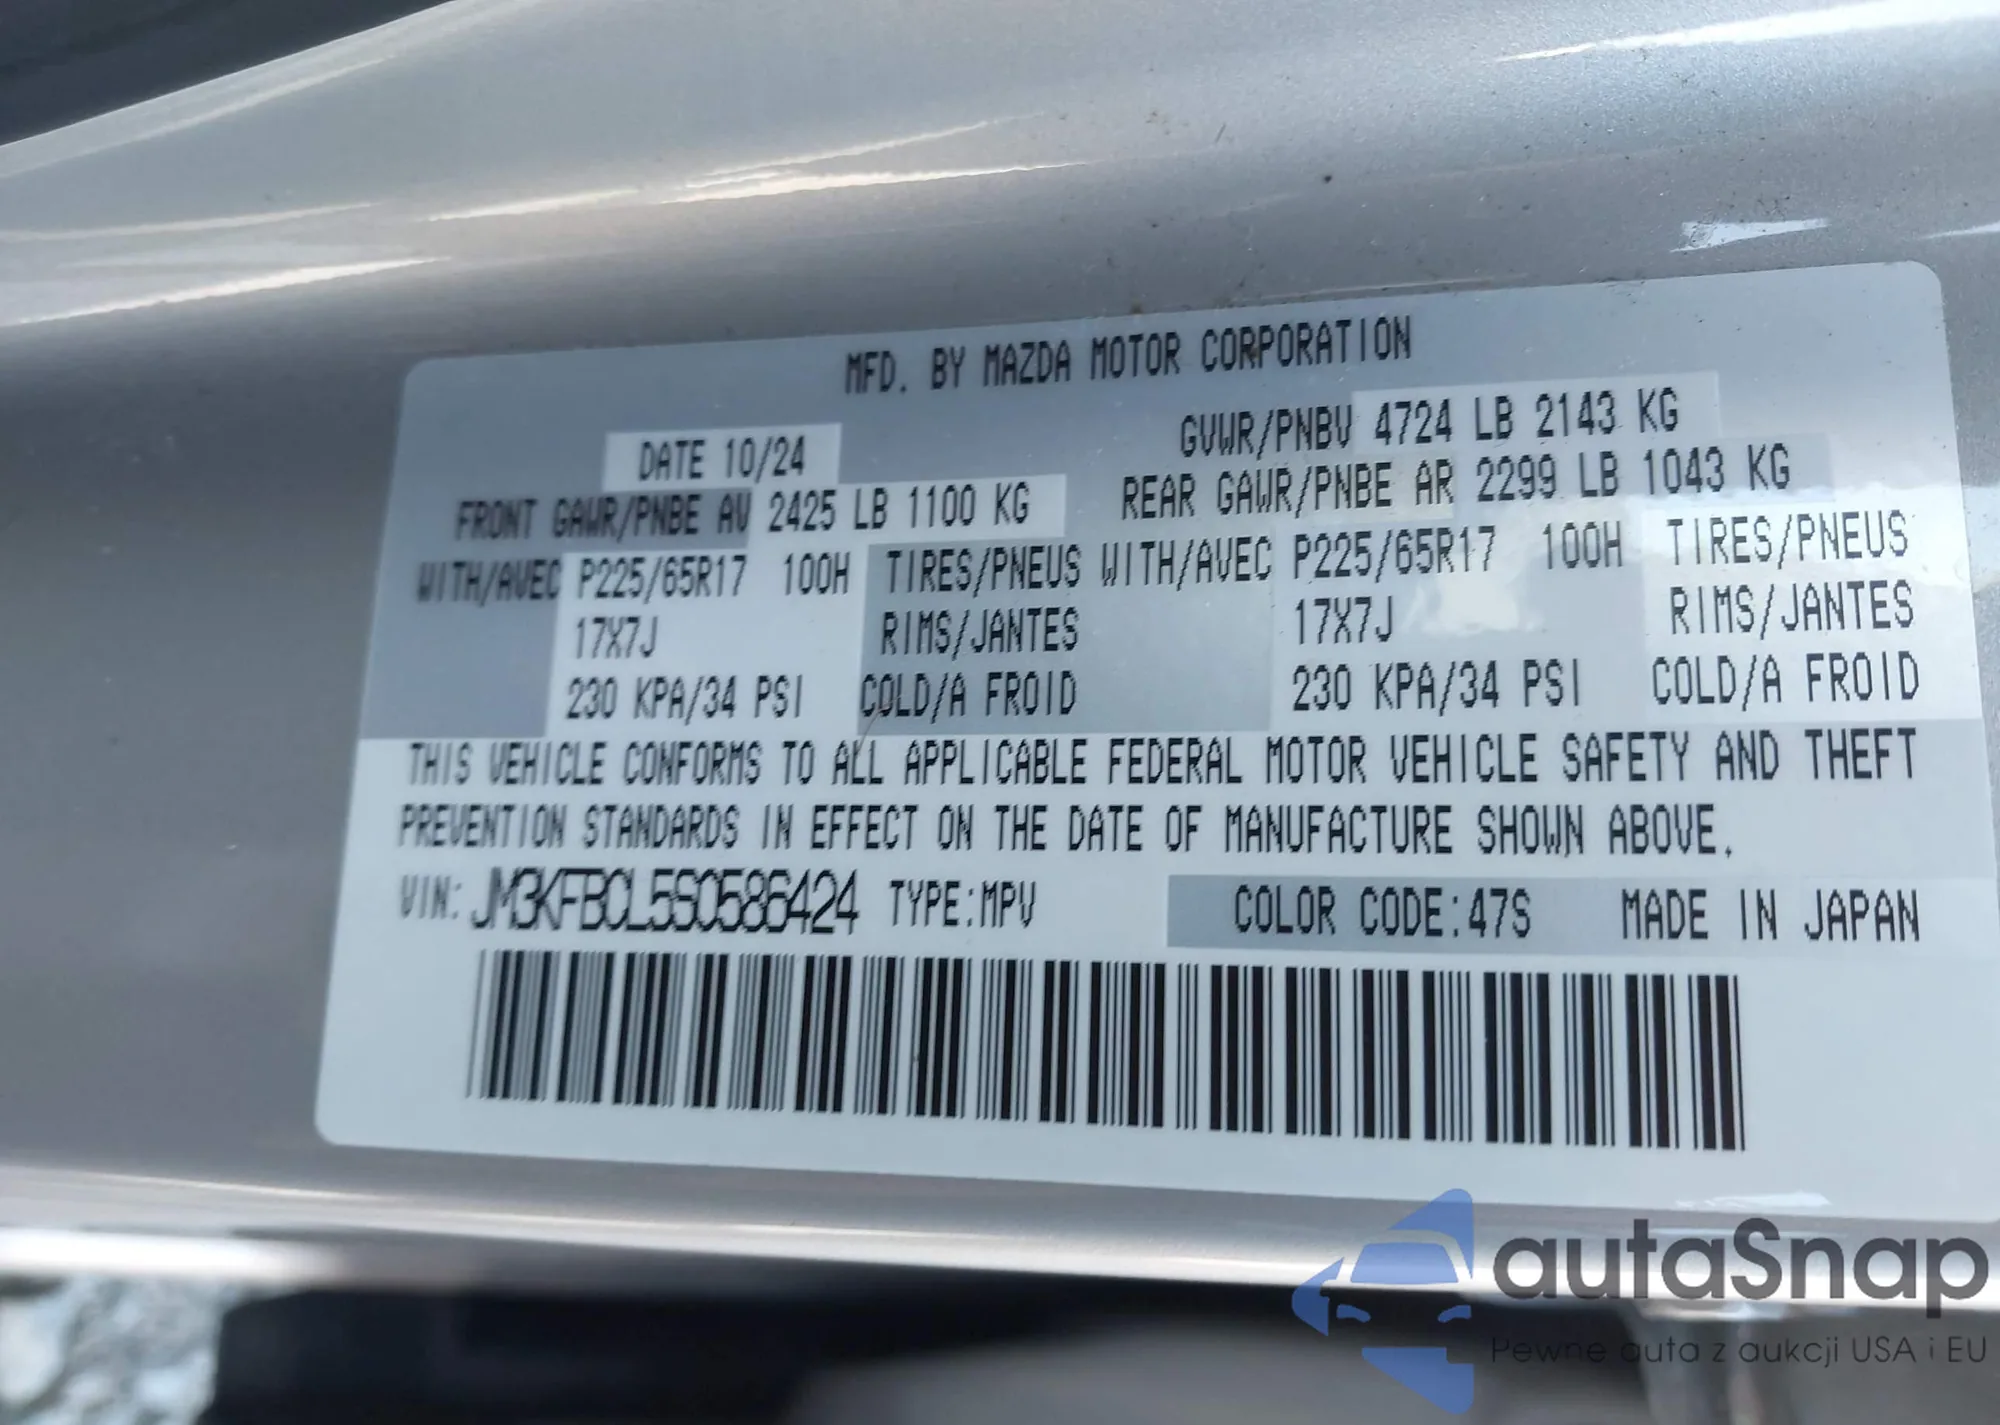 MFD. BY MAZDA MOTOR CORPORATION
DATE 10/24 GVWR/PNBV 4724 LB 2143 KG
FRONT GAWR/PNBE AV 2425 LB 1100 KG REAR GAWR/PNBE AR 2299 LB 1043 KG
WITH/AVEC P225/65R17 100H TIRES/PNEUS WITH/AVEC P225/65R17 100H TIRES/PNEUS
17X7J RIMS/JANTES 17X7J RIMS/JANTES
230 KPA/34 PSI COLD/A FROID 230 KPA/34 PSI COLD/A FROID
THIS VEHICLE CONFORMS TO ALL APPLICABLE FEDERAL MOTOR VEHICLE SAFETY AND THEFT
PREVENTION STANDARDS IN EFFECT ON THE DATE OF MANUFACTURE SHOWN ABOVE.
VIN: JM3KFBCL5S0586424 TYPE:MPV COLOR CODE:47S MADE IN JAPAN
autaSnap
Pewne auta z aukcji USA i EU